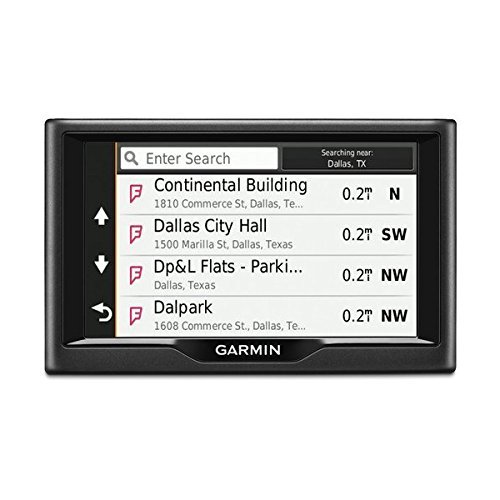 Enter Search
Searching near:
Dallas, TX
Continental Building
1810 Commerce St, Dallas, Te...
0.2mi N
Dallas City Hall
1500 Marilla St, Dallas, Texas
0.2mi SW
Dp&L Flats - Parki...
Dallas, Texas
0.2mi NW
Dalpark
1608 Commerce St., Dallas, Te...
0.2mi NW
GARMIN